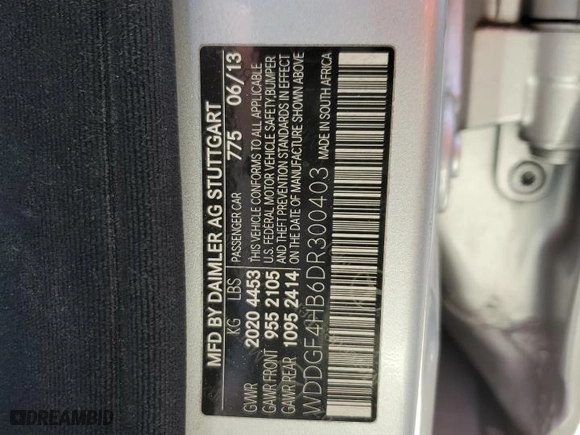 MFD BY DAIMLER AG STUTTGART
KG LBS PASSENGER CAR 775 06/13
GVWR 2020 4453 THIS VEHICLE CONFORMS TO ALL APPLICABLE
GAWR FRONT 955 2105 U.S. FEDERAL MOTOR VEHICLE SAFETY, BUMPER
GAWR REAR 1095 2414 AND THEFT PREVENTION STANDARDS IN EFFECT
ON THE DATE OF MANUFACTURE SHOWN ABOVE
WDDGF4HB6DR300403 MADE IN SOUTH AFRICA
DREAMBID